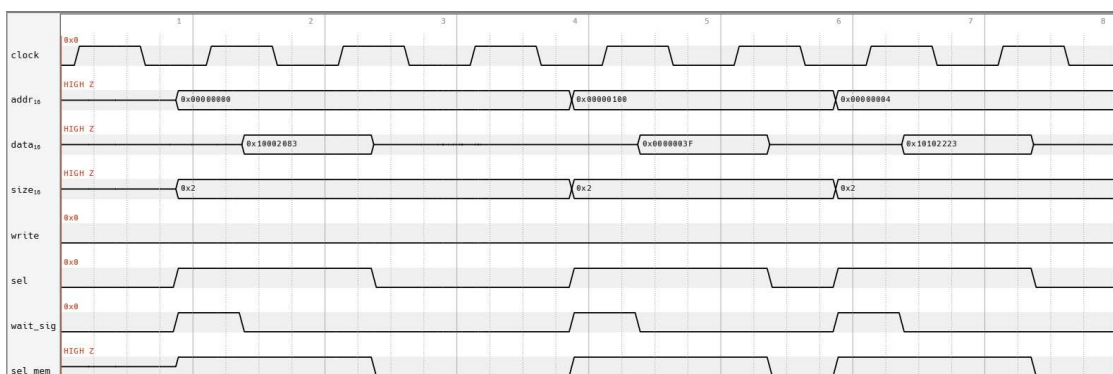 1 2 3 4 5 6 7 8
clock 0x0
addr₁₆ HIGH Z 0x00000000 0x00000100 0x00000004
data₁₆ HIGH Z 0x10002083 0x0000003F 0x10102223
size₁₆ HIGH Z 0x2 0x2 0x2
write 0x0
sel 0x0
wait_sig 0x0
sel_mem HIGH Z